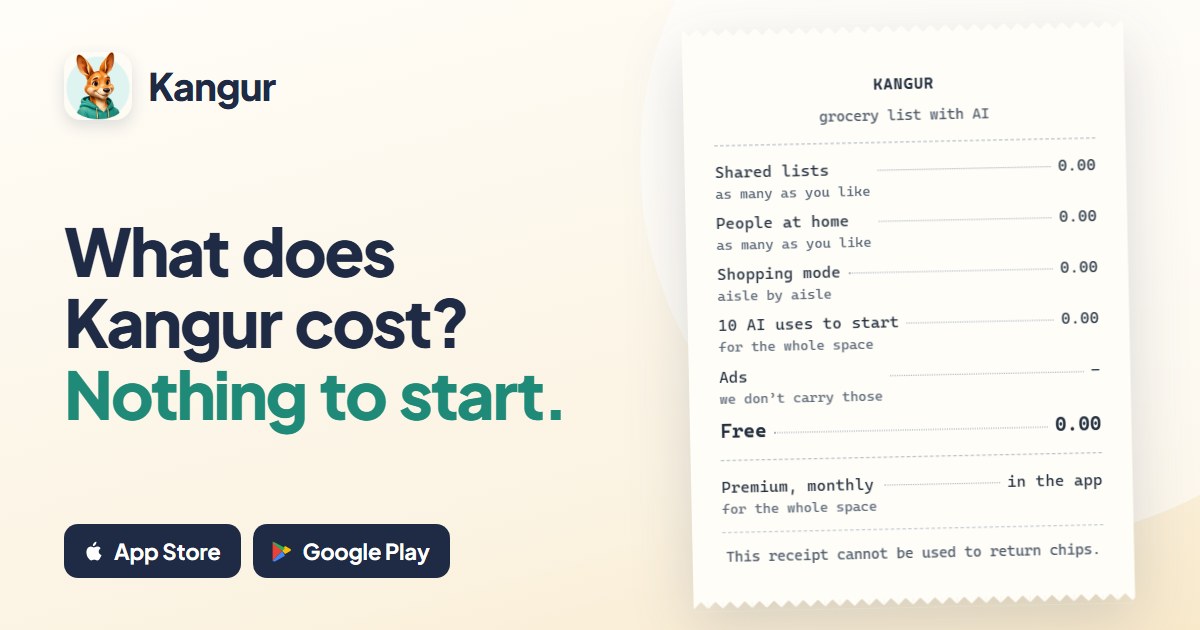 Kangur
What does
Kangur cost?
Nothing to start.
App Store
Google Play
KANGUR
grocery list with AI
Shared lists 0.00
as many as you like
People at home 0.00
as many as you like
Shopping mode 0.00
aisle by aisle
10 AI uses to start 0.00
for the whole space
Ads –
we don’t carry those
Free 0.00
Premium, monthly in the app
for the whole space
This receipt cannot be used to return chips.